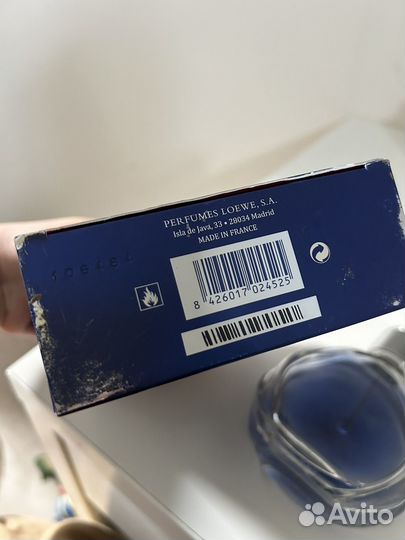 PERFUMES LOEWE, S.A.
Isla de Java, 33 • 28034 Madrid
MADE IN FRANCE
8 426017 024525
Avito